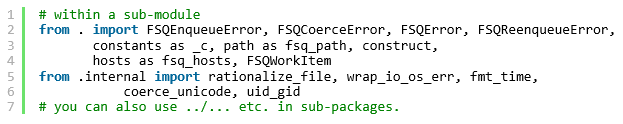 1 # within a sub-module
2 from . import FSQEnqueueError, FSQCoerceError, FSQError, FSQReenqueueError,
3 constants as _c, path as fsq_path, construct,
4 hosts as fsq_hosts, FSQWorkItem
5 from .internal import rationalize_file, wrap_io_os_err, fmt_time,
6 coerce_unicode, uid_gid
7 # you can also use ../... etc. in sub-packages.